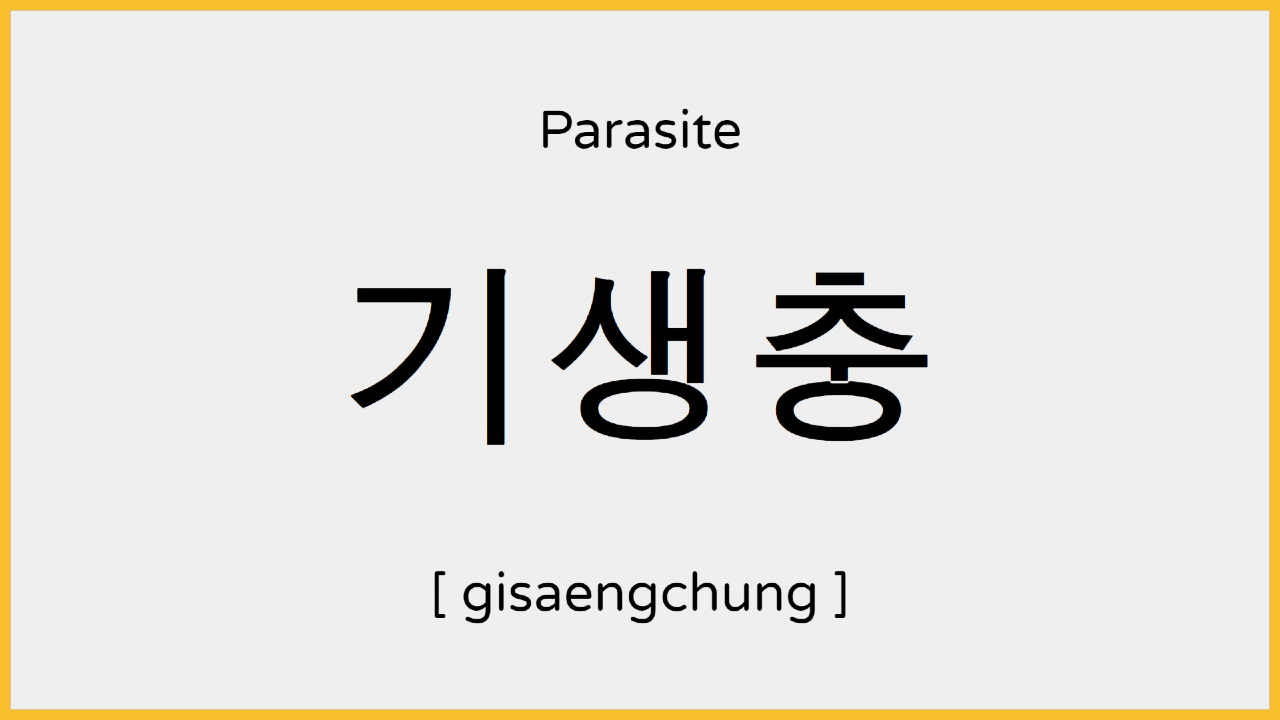 Parasite
기생충
[ gisaengchung ]